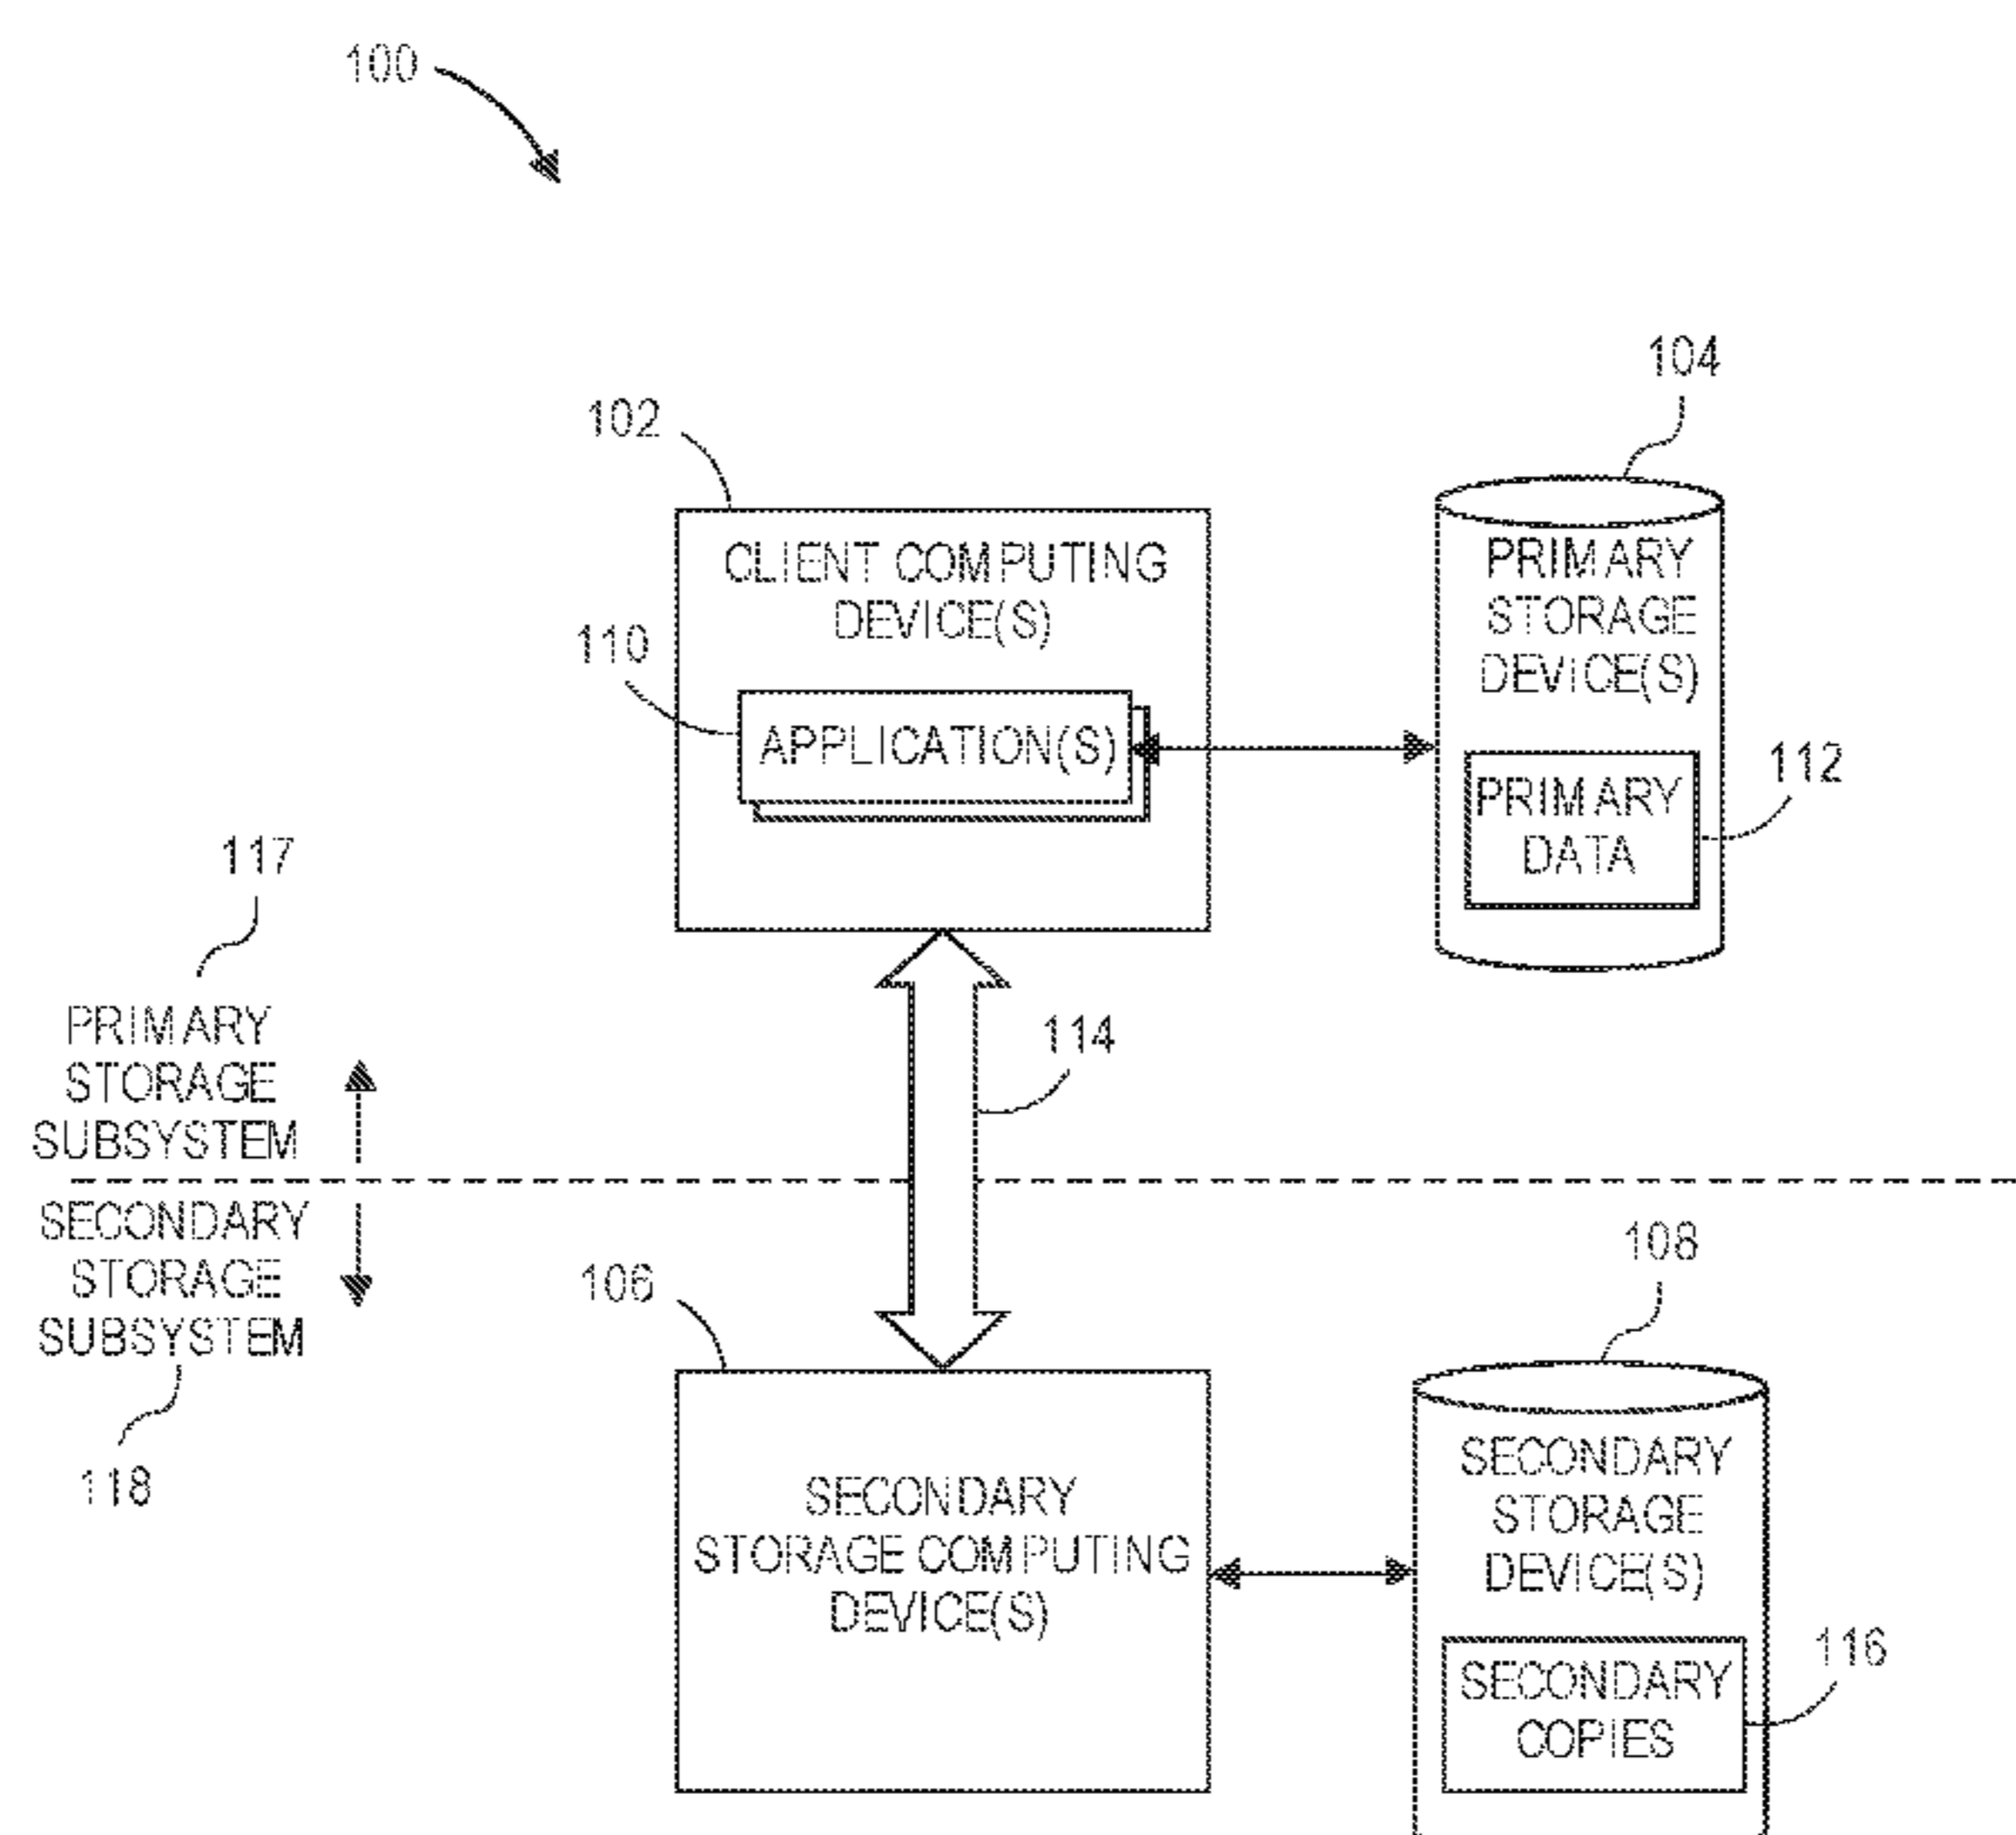 100
104
102
CLIENT COMPUTING
DEVICE(S)
110
APPLICATION(S)
PRIMARY
STORAGE
DEVICE(S)
112
PRIMARY
DATA
117
PRIMARY
STORAGE
SUBSYSTEM
114
SECONDARY
STORAGE
SUBSYSTEM
118
106
108
SECONDARY
STORAGE COMPUTING
DEVICE(S)
SECONDARY
STORAGE
DEVICE(S)
116
SECONDARY
COPIES